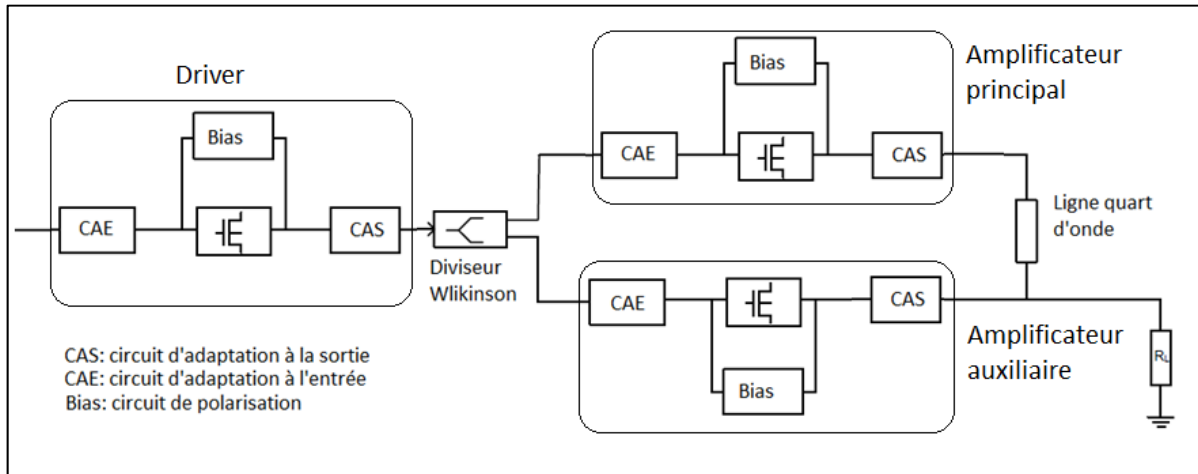 Driver
Bias
CAE
CAS
Diviseur
Wlikinson
Bias
CAE
CAS
Amplificateur
principal
Ligne quart
d'onde
CAE
CAS
Bias
Amplificateur
auxiliaire
RL
CAS: circuit d'adaptation à la sortie
CAE: circuit d'adaptation à l'entrée
Bias: circuit de polarisation